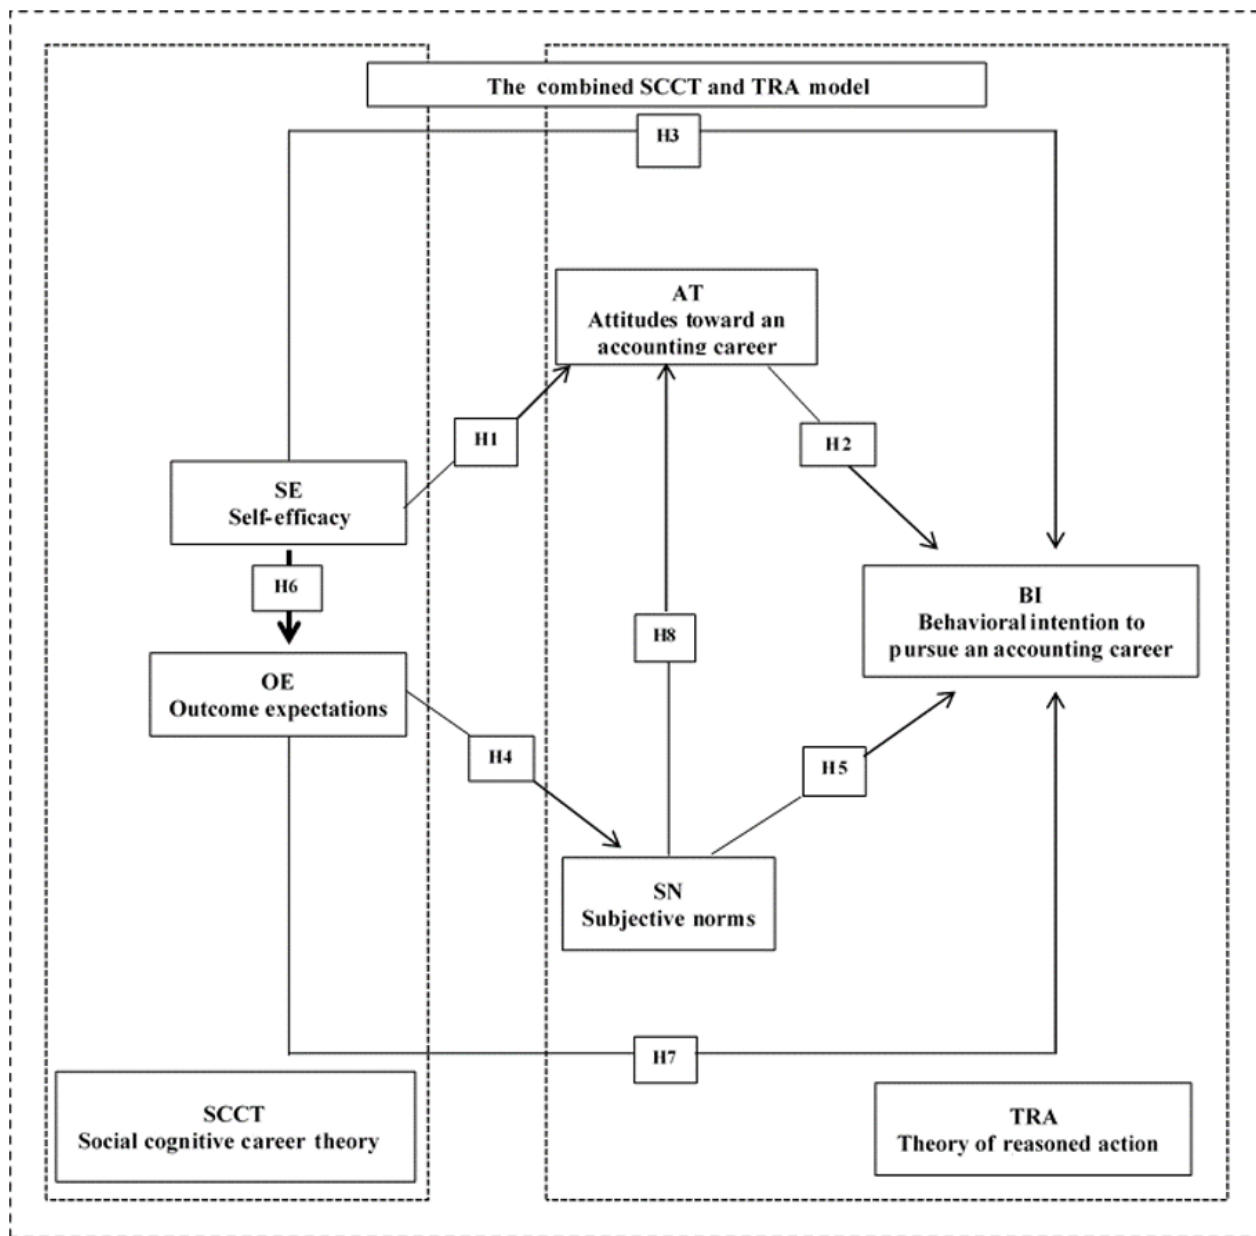 The combined SCCT and TRA model
H3
AT
Attitudes toward an
accounting career
H1
H2
SE
Self-efficacy
H6
BI
Behavioral intention to
pursue an accounting career
H8
OE
Outcome expectations
H4
H5
SN
Subjective norms
H7
SCCT
Social cognitive career theory
TRA
Theory of reasoned action